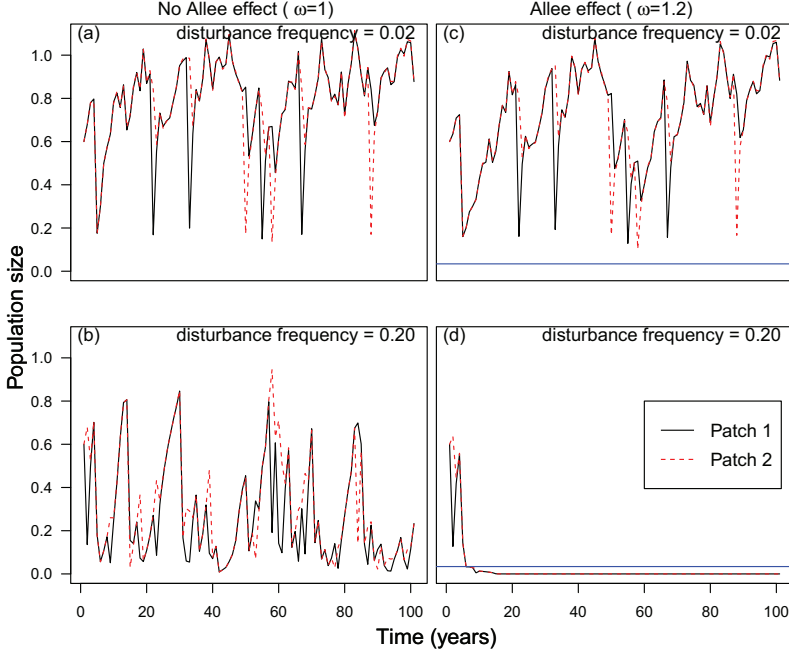 No Allee effect ( ω=1)
Allee effect ( ω=1.2)
(a)
disturbance frequency = 0.02
(c)
disturbance frequency = 0.02
1.0
0.8
0.6
0.4
0.2
0.0
Population size
(b)
disturbance frequency = 0.20
(d)
disturbance frequency = 0.20
1.0
0.8
0.6
0.4
0.2
0.0
Patch 1
Patch 2
0 20 40 60 80 100
0 20 40 60 80 100
Time (years)